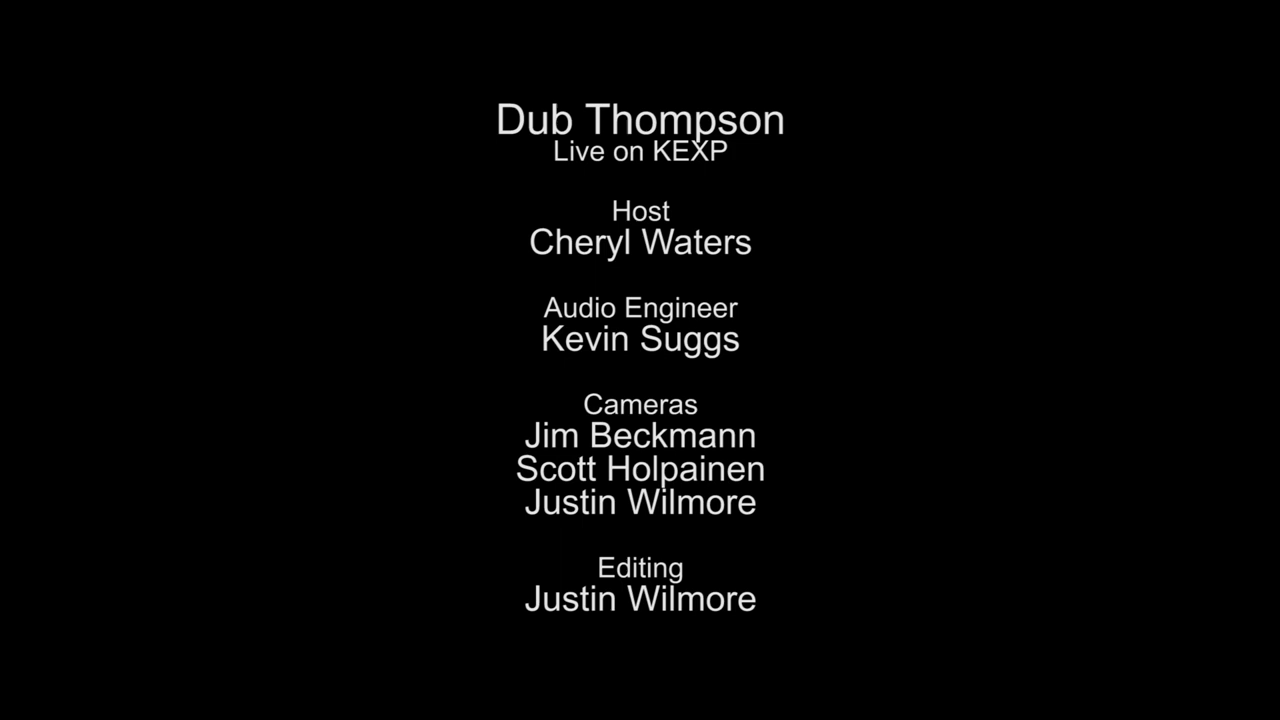 Dub Thompson
Live on KEXP
Host
Cheryl Waters
Audio Engineer
Kevin Suggs
Cameras
Jim Beckmann
Scott Holpainen
Justin Wilmore
Editing
Justin Wilmore